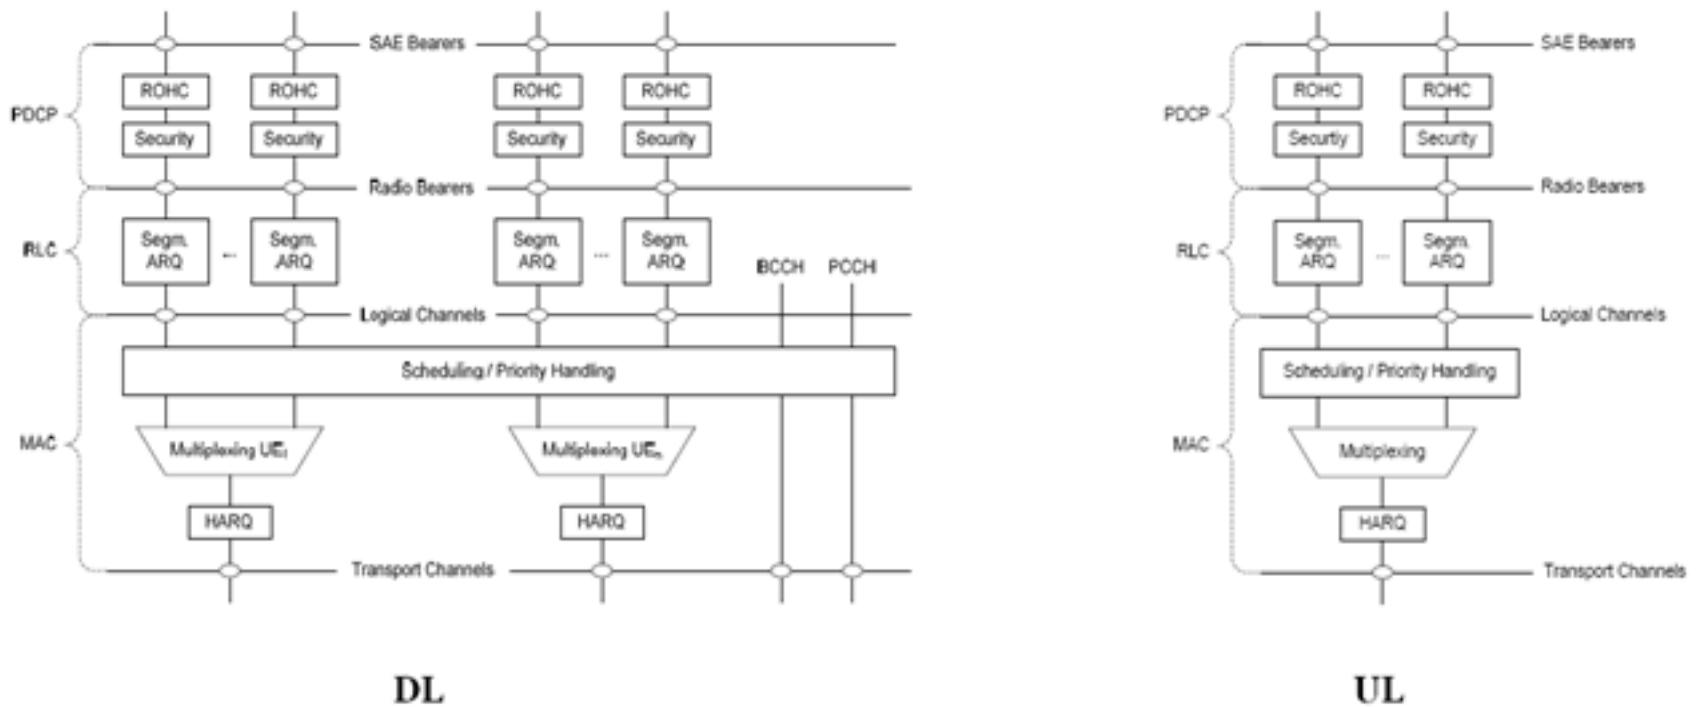 SAE Bearers
ROHC ROHC ROHC ROHC
PDCP
Security Security Security Security
Radio Bearers
Segm. ARQ ... Segm. ARQ Segm. ARQ ... Segm. ARQ
RLC
BCCH PCCH
Logical Channels
Scheduling / Priority Handling
MAC
Multiplexing UE1 Multiplexing UEn
HARQ HARQ
Transport Channels
DL
SAE Bearers
ROHC ROHC
PDCP
Securtiy Security
Radio Bearers
Segm. ARQ ... Segm. ARQ
RLC
Logical Channels
Scheduling / Priority Handling
MAC
Multiplexing
HARQ
Transport Channels
UL